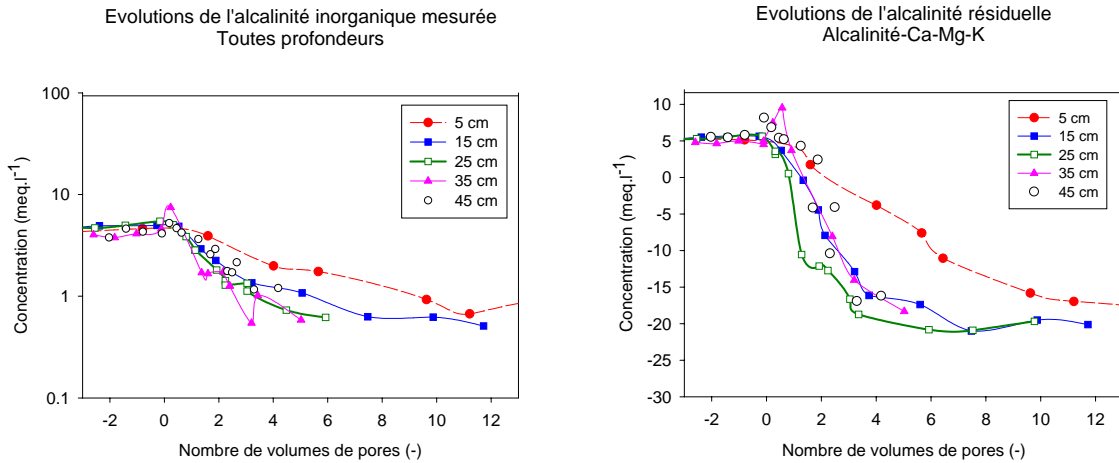 Evolutions de l'alcalinité inorganique mesurée
Toutes profondeurs
100
10
1
0.1
Concentration (meq.l-1)
5 cm
15 cm
25 cm
35 cm
45 cm
-2 0 2 4 6 8 10 12
Nombre de volumes de pores (-)
Evolutions de l'alcalinité résiduelle
Alcalinité-Ca-Mg-K
10
5
0
-5
-10
-15
-20
-25
-30
Concentration (meq.l-1)
5 cm
15 cm
25 cm
35 cm
45 cm
-2 0 2 4 6 8 10 12
Nombre de volumes de pores (-)